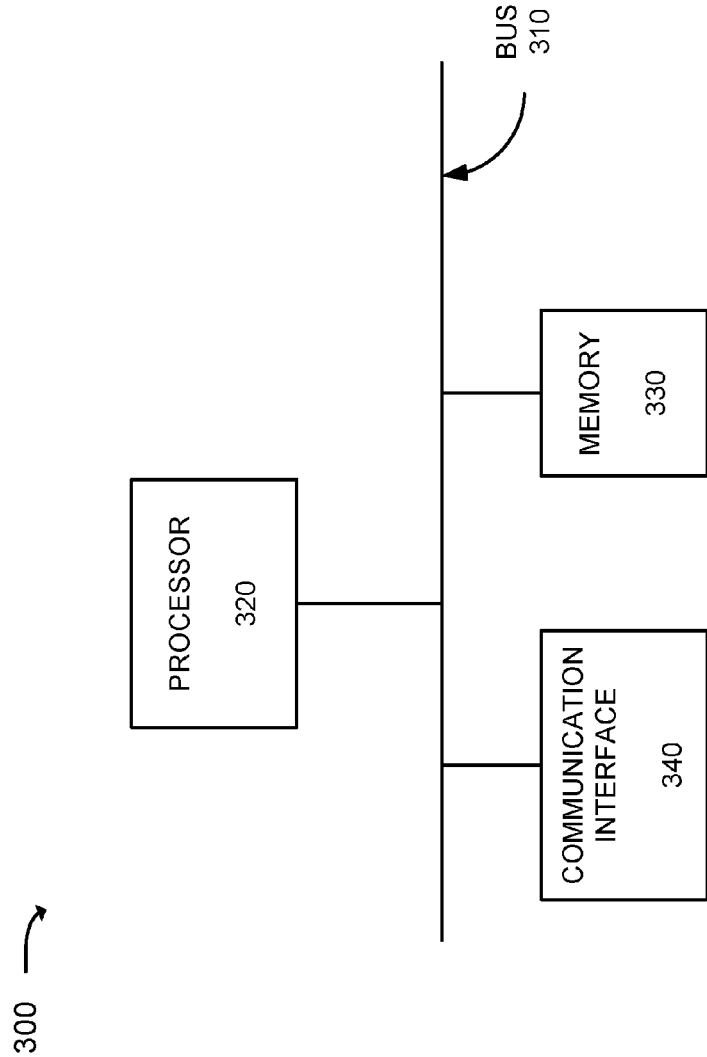 300
PROCESSOR
320
BUS
310
COMMUNICATION
INTERFACE
340
MEMORY
330